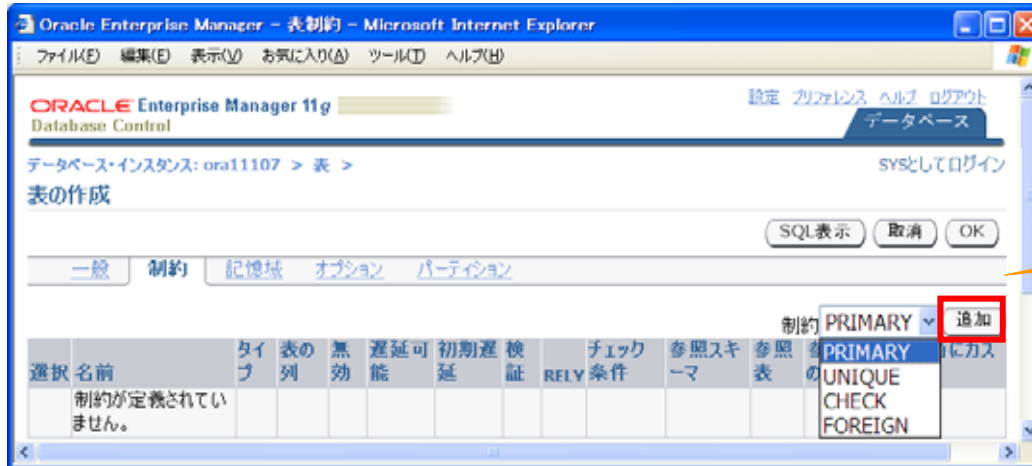 Oracle Enterprise Manager - 表制約 - Microsoft Internet Explorer
ファイル(F) 編集(E) 表示(V) お気に入り(A) ツール(T) ヘルプ(H)
ORACLE Enterprise Manager 11g
Database Control
設定 プリファレンス ヘルプ ログアウト
データベース
データベース・インスタンス: ora11107 > 表 >
SYSとしてログイン
表の作成
SQL表示 取消 OK
一般 制約 記憶域 オプション パーティション
制約 PRIMARY 追加
選択 名前 タイプ 表の列 無効 遅延可能 初期遅延 検証 RELY チェック条件 参照スキーマ 参照表
制約が定義されていません。
PRIMARY
UNIQUE
CHECK
FOREIGN